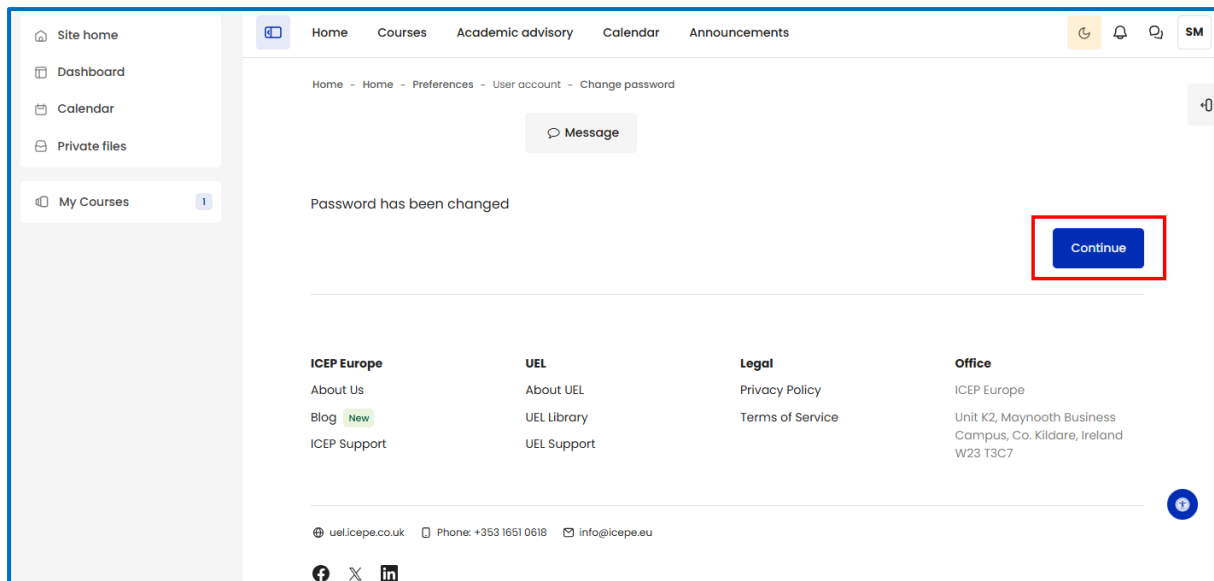 Site home
Dashboard
Calendar
Private files
My Courses 1
Home Courses Academic advisory Calendar Announcements SM
Home - Home - Preferences - User account - Change password
Message
Password has been changed
Continue
ICEP Europe
About Us
Blog New
ICEP Support
UEL
About UEL
UEL Library
UEL Support
Legal
Privacy Policy
Terms of Service
Office
ICEP Europe
Unit K2, Maynooth Business
Campus, Co. Kildare, Ireland
W23 T3C7
uel.icepe.co.uk Phone: +353 1651 0618 info@icepe.eu